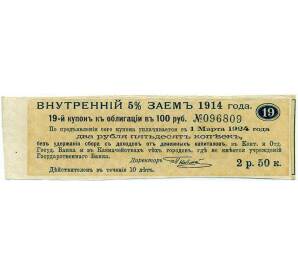 ВНУТРЕННІЙ 5% ЗАЕМЪ 1914 года.
19
19-й купон къ облигаціи въ 100 руб. №096809
По предъявленіи сего купона уплачивается съ 1 Марта 1924 года
два рубля пятьдесятъ копѣекъ,
безъ удержанія сбора съ доходовъ отъ денежныхъ капиталовъ, въ Конт. и Отд.
Госуд. Банка и въ Казначействахъ тѣхъ городовъ, гдѣ не имѣется учрежденій
Государственнаго Банка.
Директоръ
2 р. 50 к.
Дѣйствителенъ въ теченіе 10 лѣтъ.